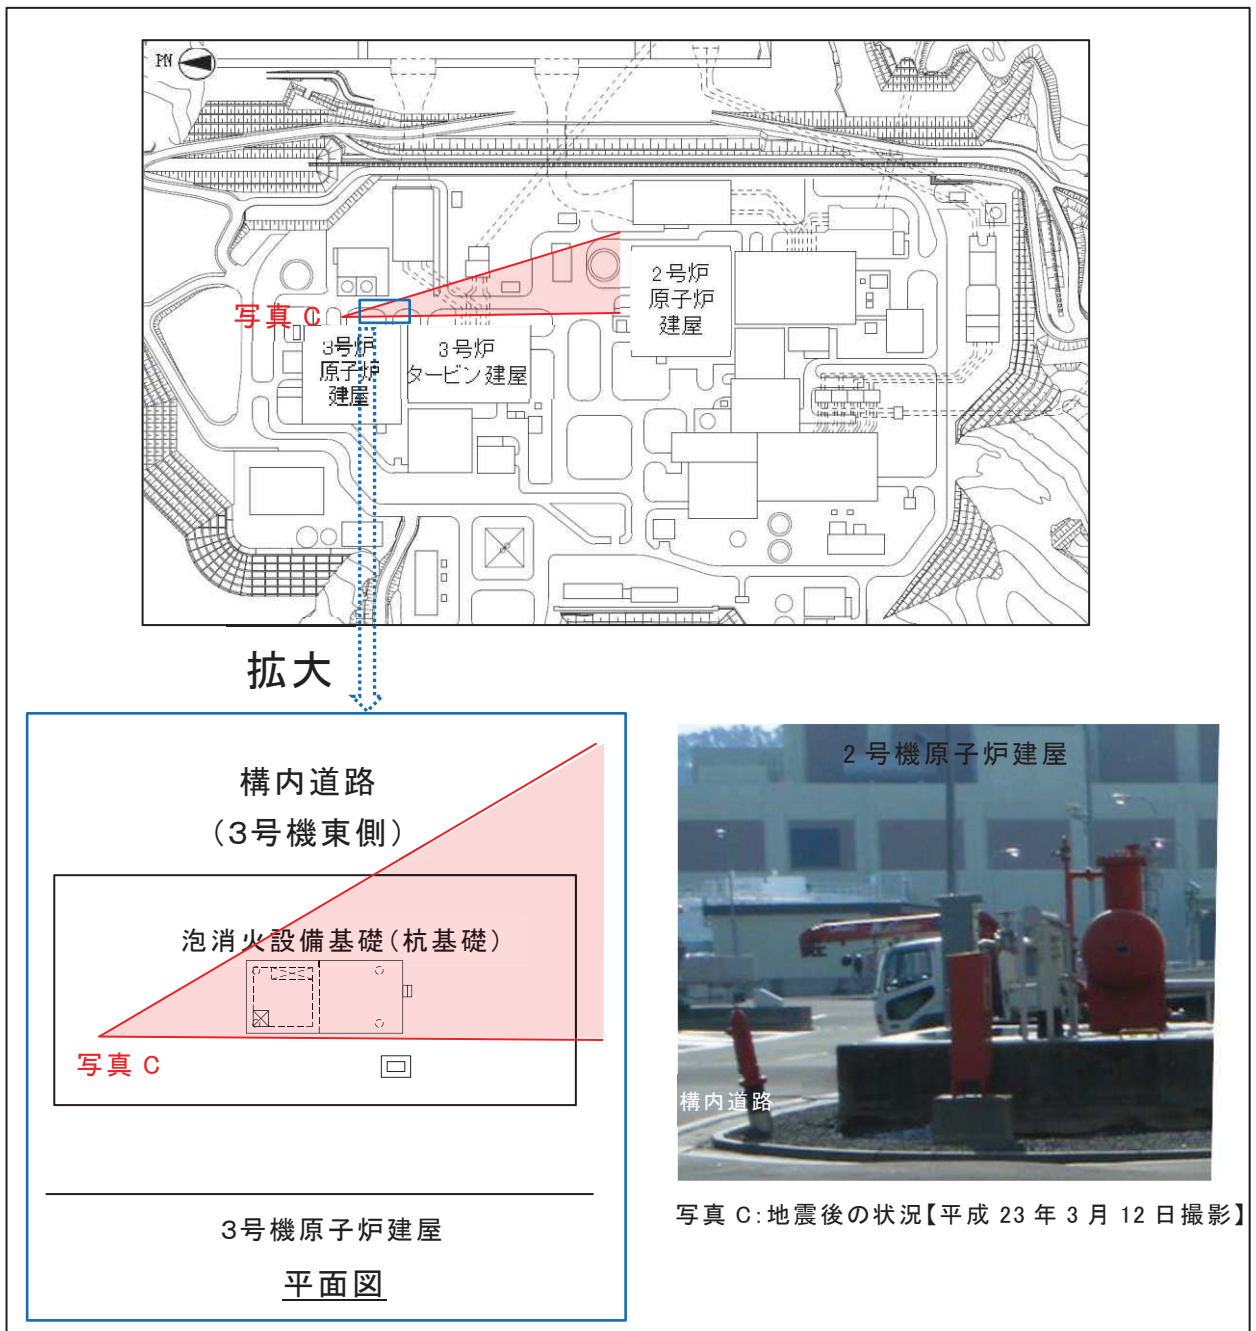 PN
写真 C
2号炉
原子炉
建屋
3号炉
原子炉
建屋
3号炉
タービン建屋
拡大
構内道路
（3号機東側）
泡消火設備基礎（杭基礎）
写真 C
3号機原子炉建屋
平面図
2号機原子炉建屋
構内道路
写真 C：地震後の状況【平成 23 年 3 月 12 日撮影】